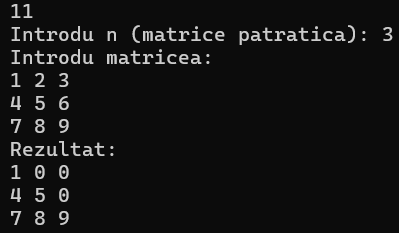 11
Introdu n (matrice patratica): 3
Introdu matricea:
1 2 3
4 5 6
7 8 9
Rezultat:
1 0 0
4 5 0
7 8 9